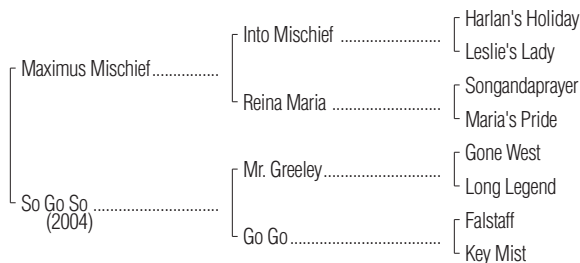 Harlan's Holiday
Into Mischief ....................
Leslie's Lady
Maximus Mischief.............
Songandaprayer
Reina Maria ......................
Maria's Pride
Gone West
Mr. Greeley.......................
Long Legend
So Go So .........................
(2004)
Falstaff
Go Go...............................
Key Mist